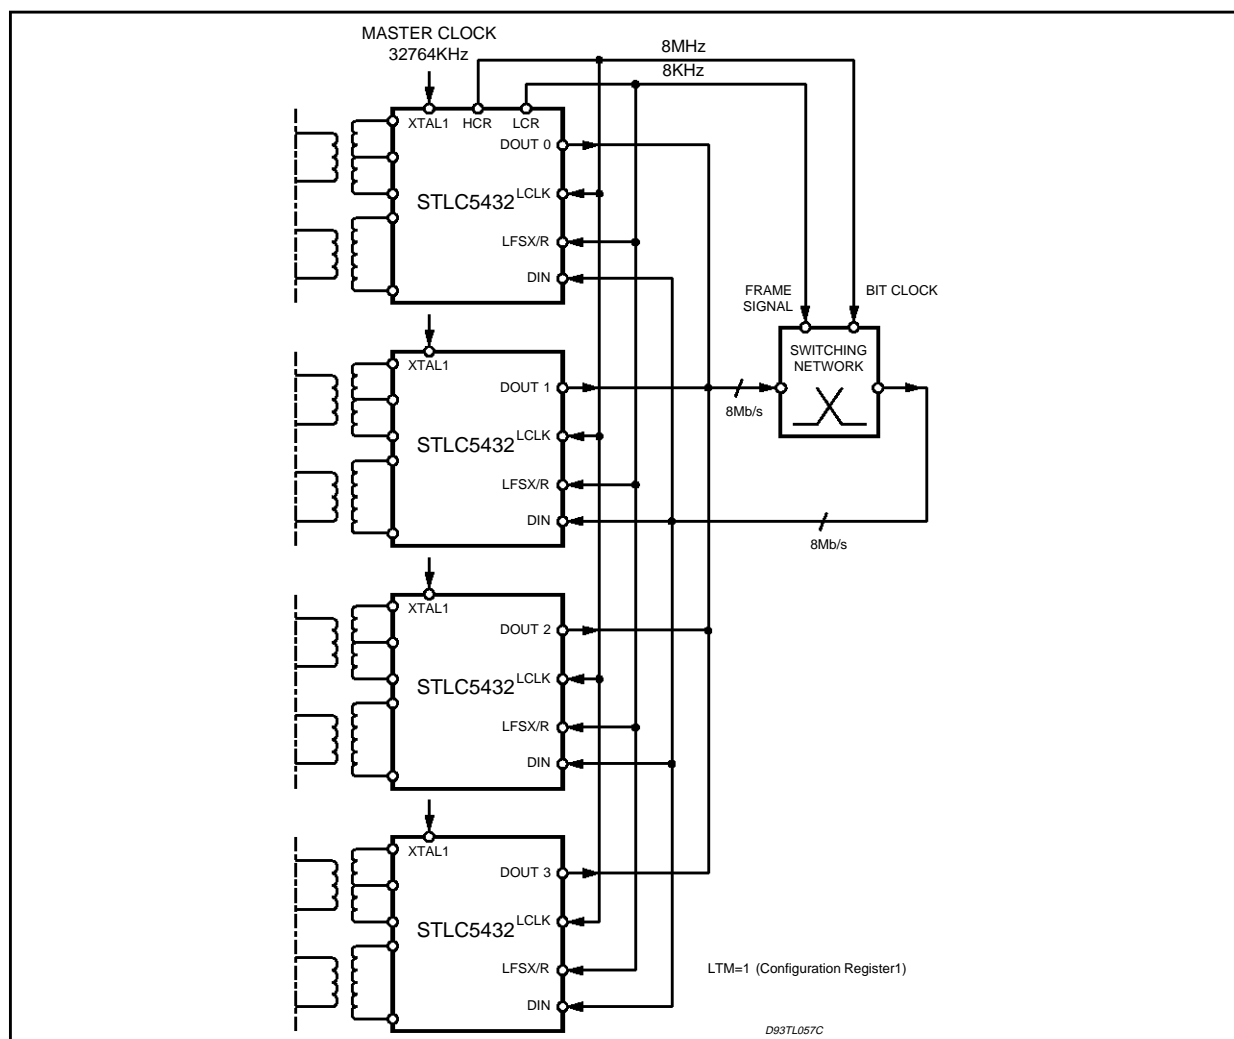 MASTER CLOCK
32764KHz
8MHz
8KHz
XTAL1
HCR
LCR
DOUT 0
STLC5432
LCLK
LFSX/R
DIN
FRAME
SIGNAL
BIT CLOCK
SWITCHING
NETWORK
XTAL1
DOUT 1
8Mb/s
STLC5432
LCLK
LFSX/R
DIN
8Mb/s
XTAL1
DOUT 2
STLC5432
LCLK
LFSX/R
DIN
XTAL1
DOUT 3
STLC5432
LCLK
LFSX/R
LTM=1 (Configuration Register1)
DIN
D93TL057C